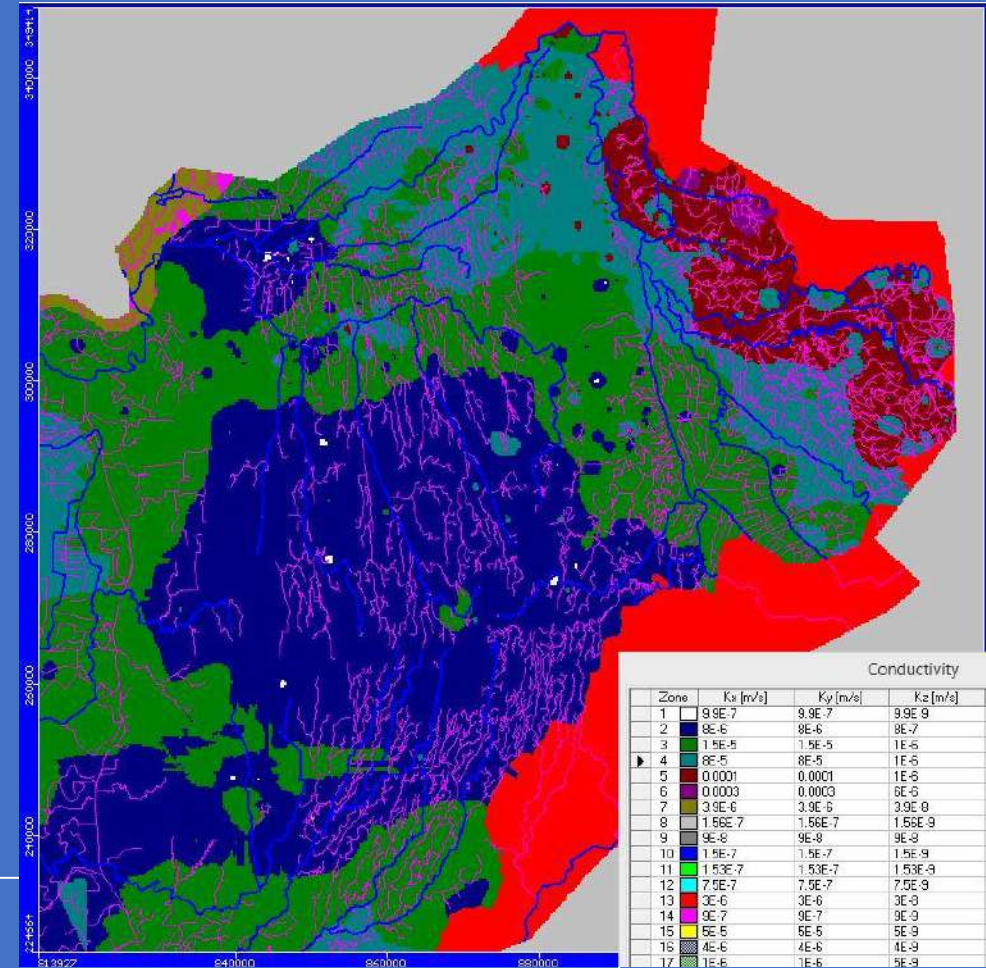 349414
340000
320000
300000
280000
260000
240000
224664
813927
840000
860000
880000
Conductivity
Zone Kx [m/s] Ky [m/s] Kz [m/s]
1 9.9E-7 9.9E-7 9.9E-9
2 8E-6 8E-6 8E-7
3 1.5E-5 1.5E-5 1E-6
4 8E-5 8E-5 1E-6
5 0.0001 0.0001 1E-6
6 0.0003 0.0003 6E-6
7 3.9E-6 3.9E-6 3.9E-8
8 1.56E-7 1.56E-7 1.56E-9
9 9E-8 9E-8 9E-8
10 1.5E-7 1.5E-7 1.5E-9
11 1.53E-7 1.53E-7 1.53E-9
12 7.5E-7 7.5E-7 7.5E-9
13 3E-6 3E-6 3E-8
14 9E-7 9E-7 9E-9
15 5E-5 5E-5 5E-9
16 4E-6 4E-6 4E-9
17 1E-6 1E-6 5E-9